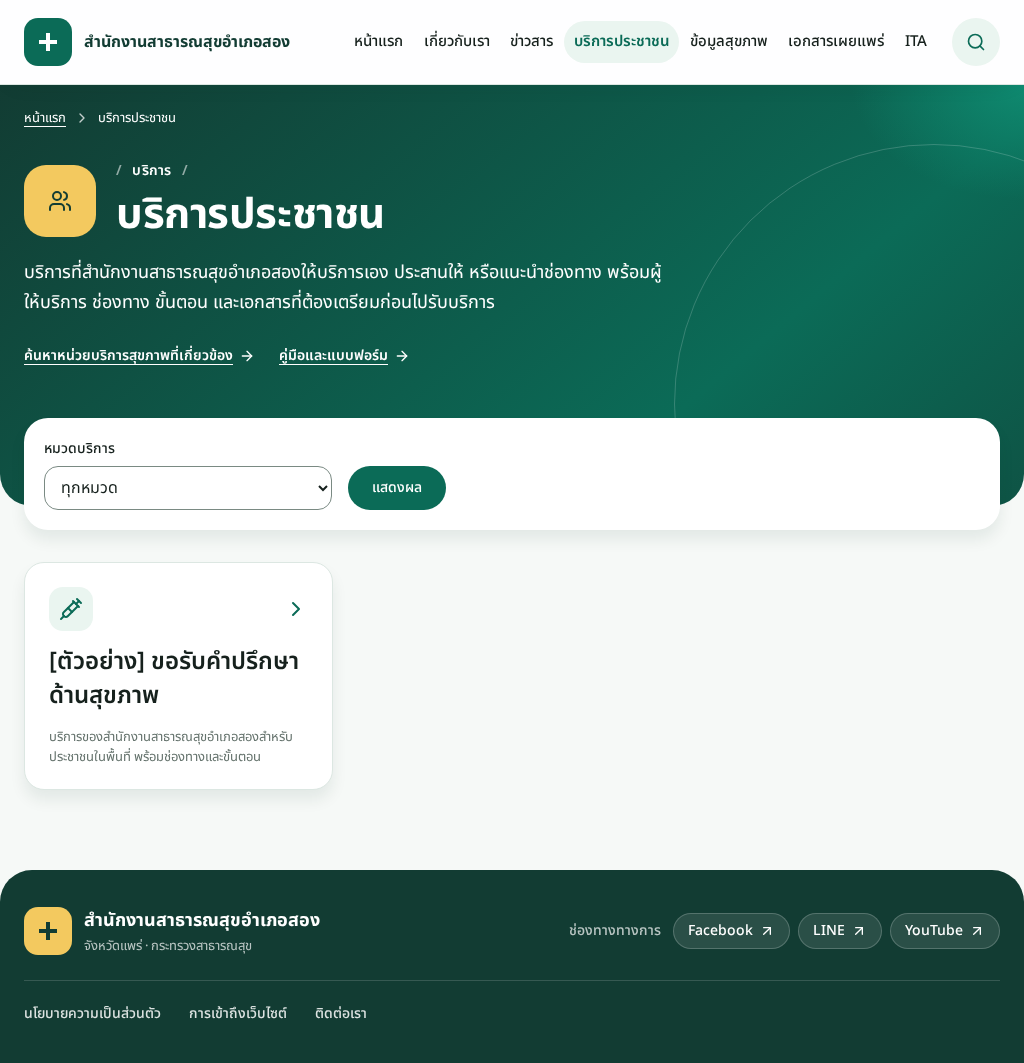 สำนักงานสาธารณสุขอำเภอสอง
หน้าแรก เกี่ยวกับเรา ข่าวสาร บริการประชาชน ข้อมูลสุขภาพ เอกสารเผยแพร่ ITA
หน้าแรก บริการประชาชน
/ บริการ /
บริการประชาชน
บริการที่สำนักงานสาธารณสุขอำเภอสองให้บริการเอง ประสานให้ หรือแนะนำช่องทาง พร้อมผู้
ให้บริการ ช่องทาง ขั้นตอน และเอกสารที่ต้องเตรียมก่อนไปรับบริการ
ค้นหาหน่วยบริการสุขภาพที่เกี่ยวข้อง คู่มือและแบบฟอร์ม
หมวดบริการ
ทุกหมวด แสดงผล
[ตัวอย่าง] ขอรับคำปรึกษา
ด้านสุขภาพ
บริการของสำนักงานสาธารณสุขอำเภอสองสำหรับ
ประชาชนในพื้นที่ พร้อมช่องทางและขั้นตอน
สำนักงานสาธารณสุขอำเภอสอง
จังหวัดแพร่ · กระทรวงสาธารณสุข
ช่องทางทางการ Facebook LINE YouTube
นโยบายความเป็นส่วนตัว การเข้าถึงเว็บไซต์ ติดต่อเรา